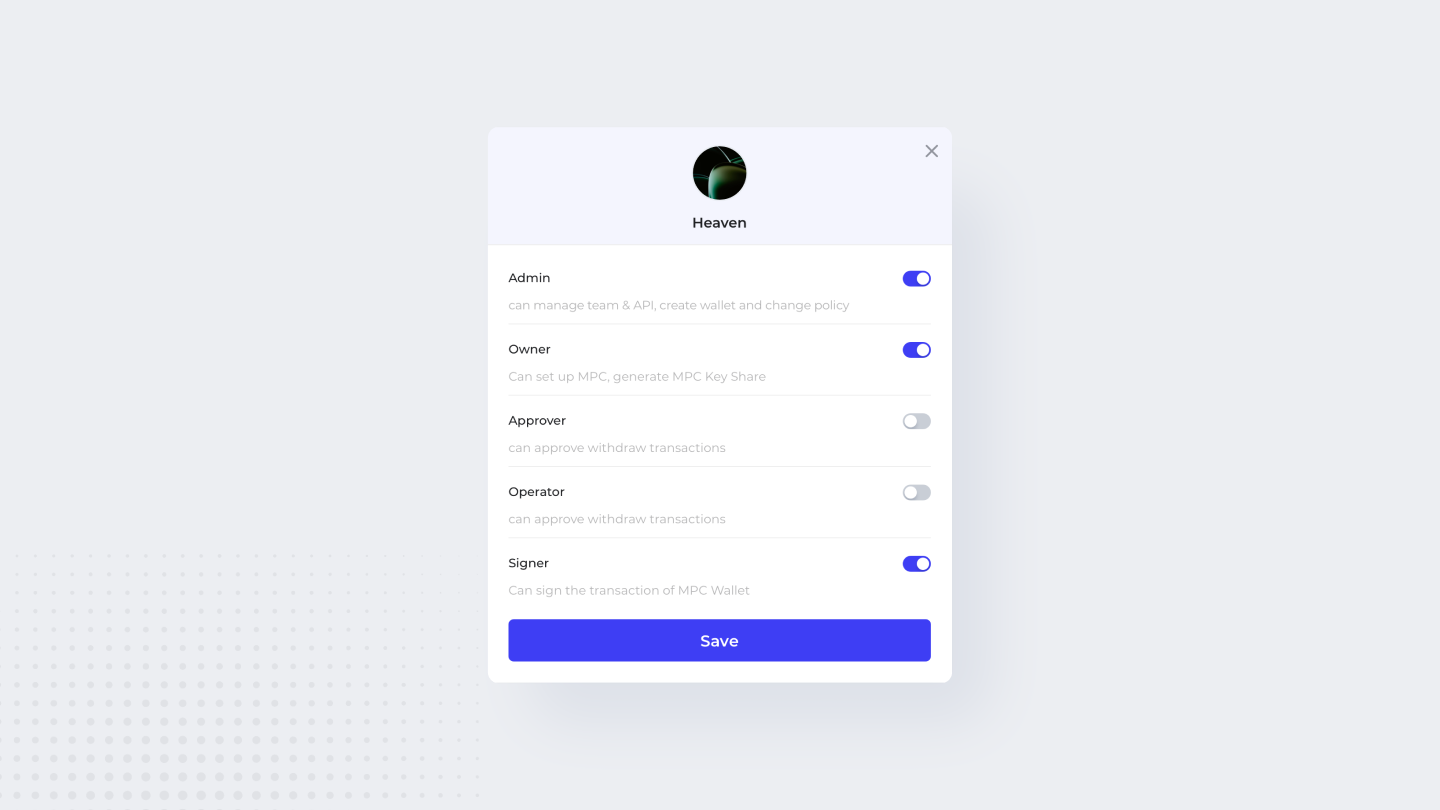 Heaven
Admin
can manage team & API, create wallet and change policy
Owner
Can set up MPC, generate MPC Key Share
Approver
can approve withdraw transactions
Operator
can approve withdraw transactions
Signer
Can sign the transaction of MPC Wallet
Save